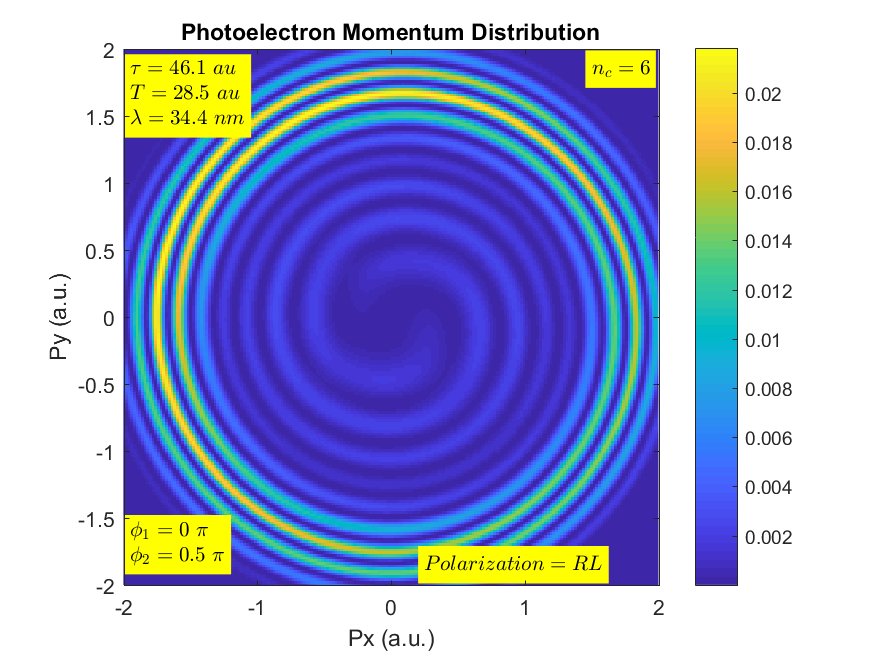 Photoelectron Momentum Distribution
τ = 46.1 au
T = 28.5 au
λ = 34.4 nm
n_c = 6
ϕ_1 = 0 π
ϕ_2 = 0.5 π
Polarization = RL
2
1.5
1
0.5
0
-0.5
-1
-1.5
-2
Py (a.u.)
-2 -1 0 1 2
Px (a.u.)
0.02
0.018
0.016
0.014
0.012
0.01
0.008
0.006
0.004
0.002